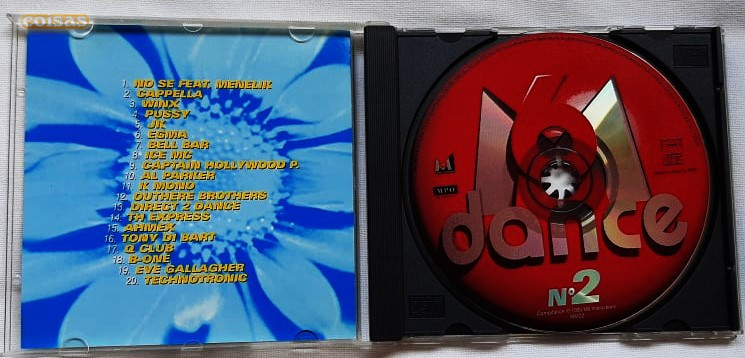 coisas
1. NO SE FEAT. MENELIK
2. CAPPELLA
3. WINX
4. PUSSY
5. JK
6. EGMA
7. BELL BAR
8. ICE MC
9. CAPTAIN HOLLYWOOD P.
10. AL PARKER
11. K MONO
12. OUTHERE BROTHERS
13. DIRECT 2 DANCE
14. TH EXPRESS
15. AHMEX
16. TONY DI BART
17. Q CLUB
18. B-ONE
19. EVE GALLAGHER
20. TECHNOTRONIC
M6
dance
N°2